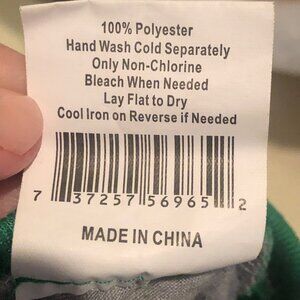 100% Polyester
Hand Wash Cold Separately
Only Non-Chlorine
Bleach When Needed
Lay Flat to Dry
Cool Iron on Reverse if Needed
7 37257 56965 2
MADE IN CHINA